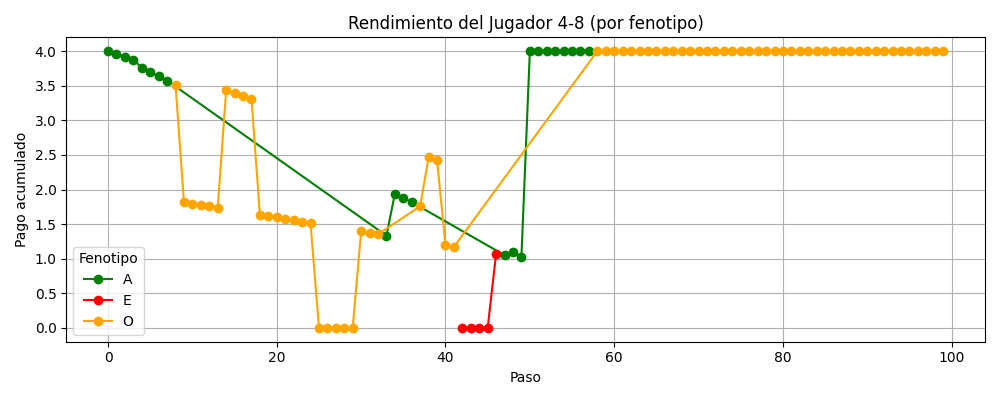 Rendimiento del Jugador 4-8 (por fenotipo)
Pago acumulado
4.0
3.5
3.0
2.5
2.0
1.5
1.0
0.5
0.0
Fenotipo
A
E
O
0 20 40 60 80 100
Paso